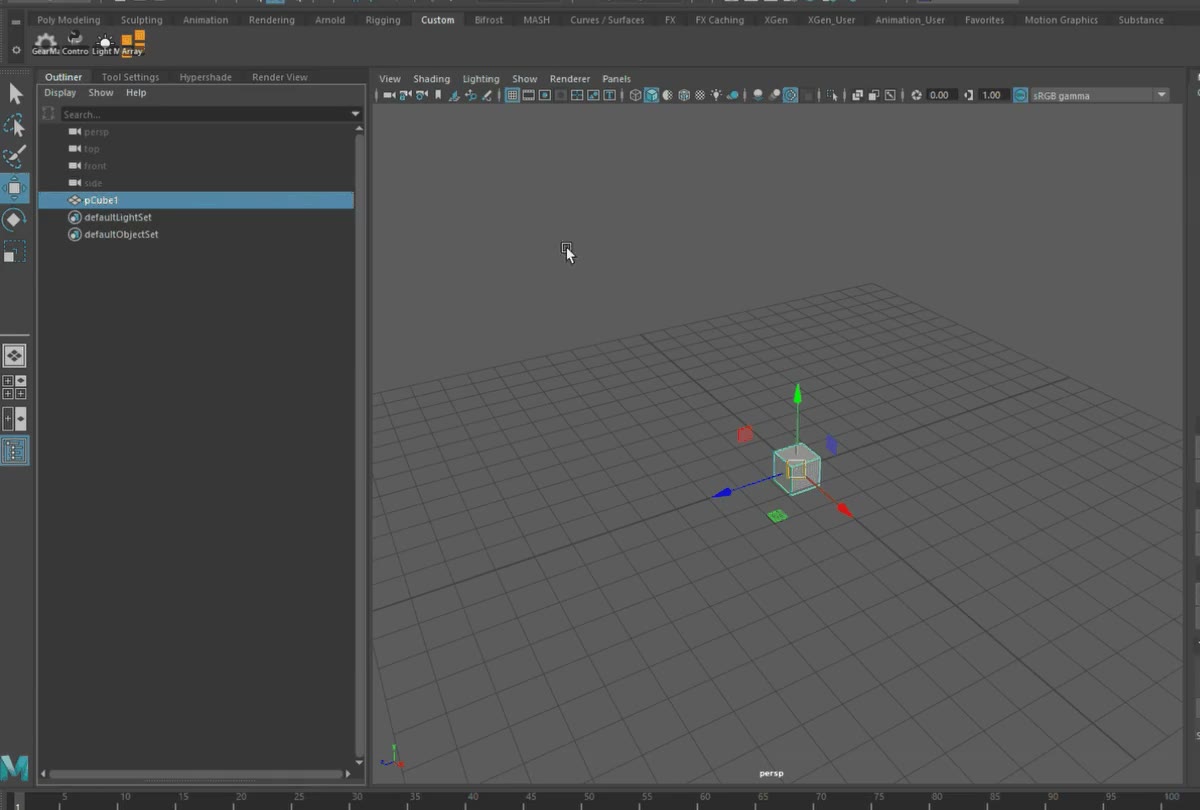 Poly Modeling Sculpting Animation Rendering Arnold Rigging Custom Bifrost MASH Curves / Surfaces FX FX Caching XGen XGen_User Animation_User Favorites Motion Graphics Substance
GearMa Contro Light M Array
Outliner Tool Settings Hypershade Render View
Display Show Help
Search...
persp
top
front
side
pCube1
defaultLightSet
defaultObjectSet
View Shading Lighting Show Renderer Panels
0.00 1.00 sRGB gamma
persp
1 5 10 15 20 25 30 35 40 45 50 55 60 65 70 75 80 85 90 95 100